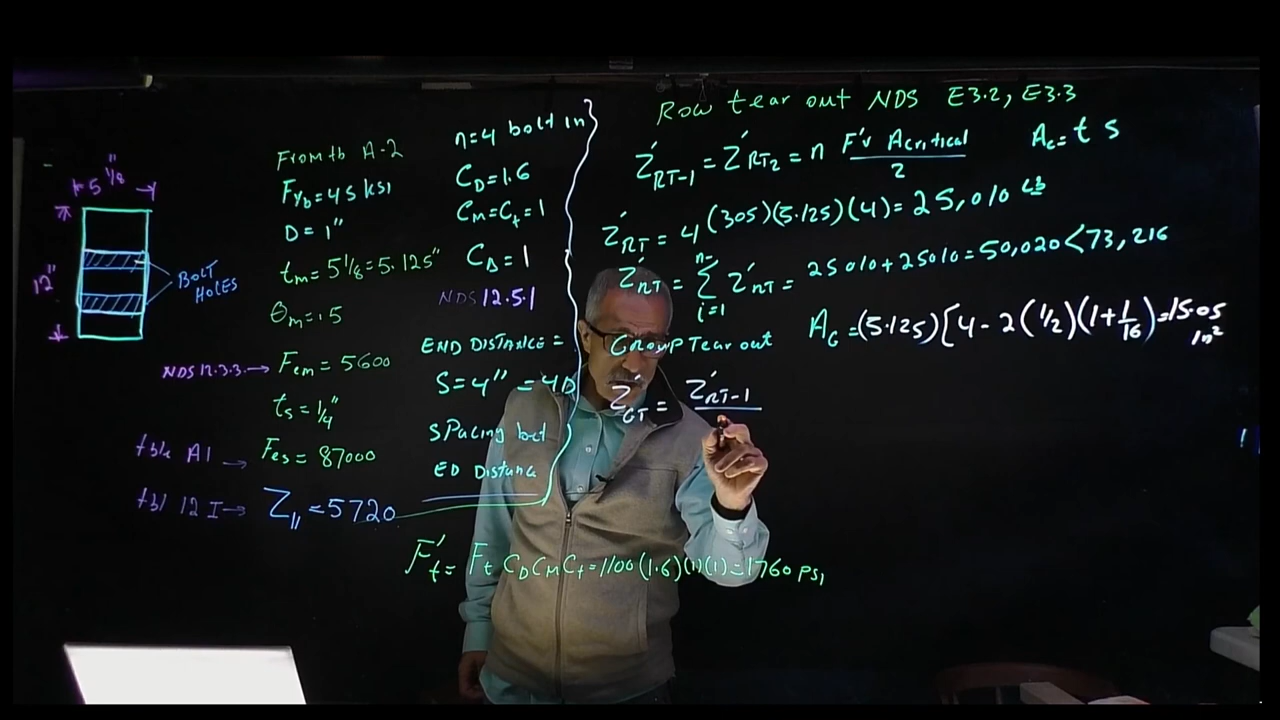 5 1/8"
12"
BOLT
HOLES
From tb A-2
Fyb=45 ksi
D=1"
tm=5 1/8=5.125"
θm=.5
NDS 12.3.3.→ Fem=5600
ts=1/4"
tble A1 → Fes=87000
tbl 12 I→ Z||=5720
n=4 bolt in
CD=1.6
CM=Ct=1
CΔ=1
NDS 12.5.1
END DISTANCE=
S=4"=4D
Spacing bet
ED Distance
F't=Ft CD CM Ct=1100(1.6)(1)(1)=1760 psi
Row tear out NDS E3.2, E3.3
Z'RT-1=Z'RT2=n F'v Acritical/2 Ac=t s
Z'RT=4(305)(5.125)(4)=25,010 LB
Z'RT=Σ i=1 n- Z'RT=25010+25010=50,020<73,216
Group Tear out AG=(5.125)[4-2(1/2)(1+1/16)=15.05 in²
Z'GT=Z'RT-1